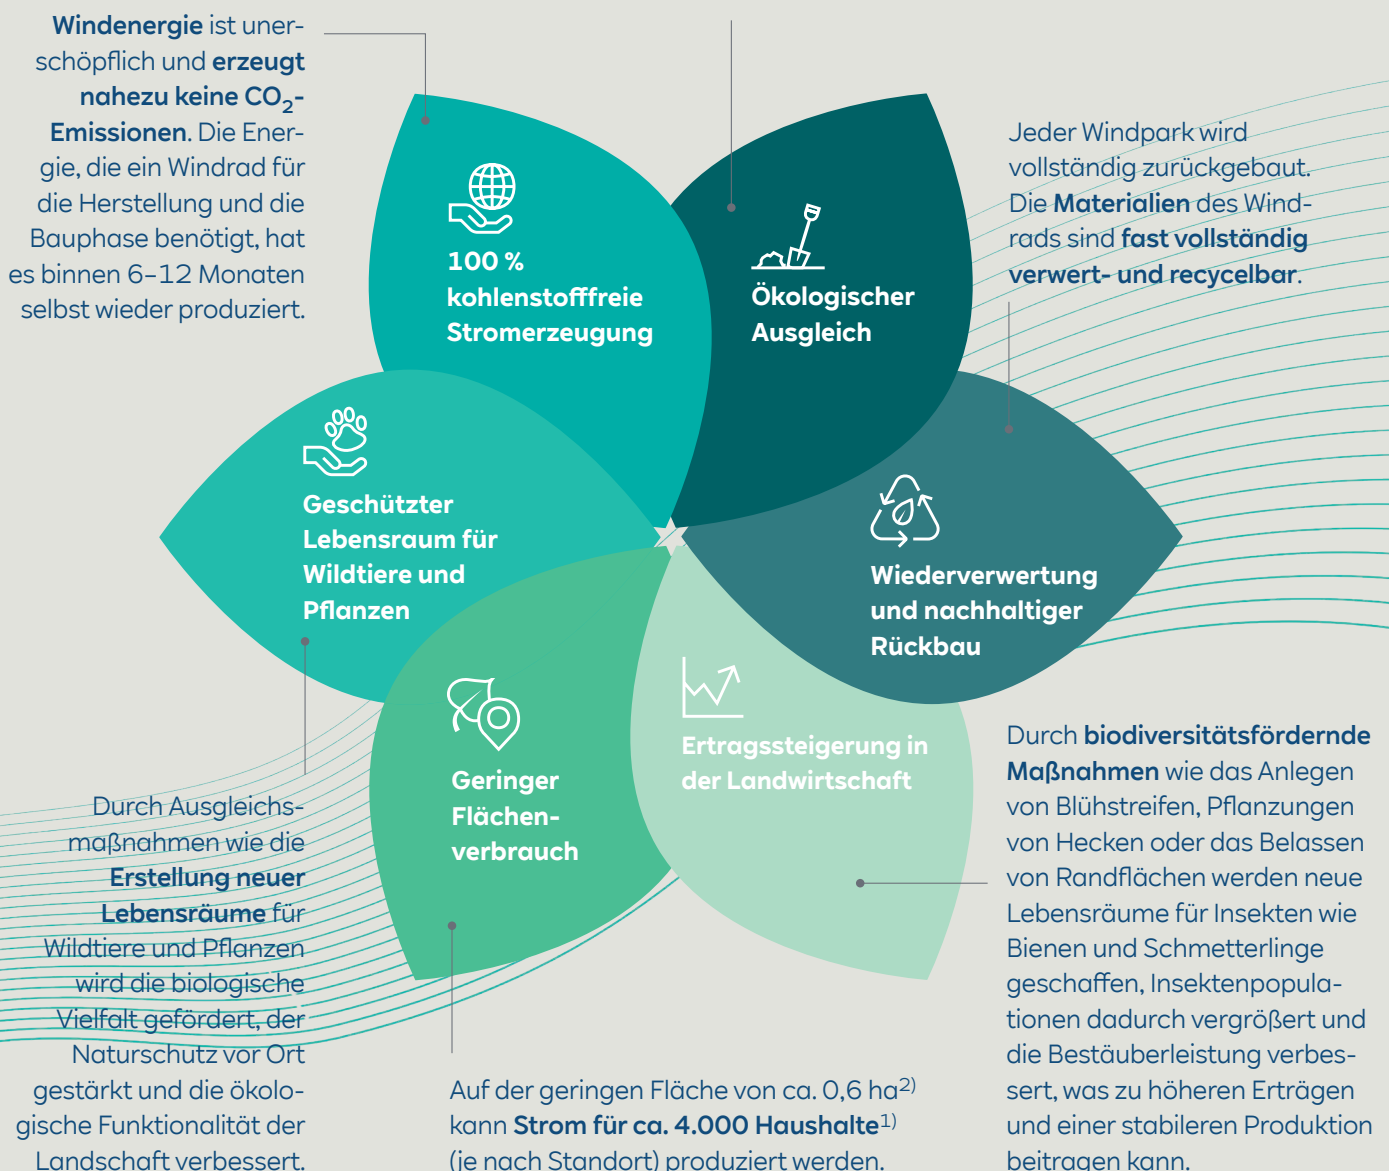 Windenergie ist uner-
schöpflich und erzeugt
nahezu keine CO₂-
Emissionen. Die Ener-
gie, die ein Windrad für
die Herstellung und die
Bauphase benötigt, hat
es binnen 6–12 Monaten
selbst wieder produziert.
100 %
kohlenstofffreie
Stromerzeugung
Ökologischer
Ausgleich
Jeder Windpark wird
vollständig zurückgebaut.
Die Materialien des Wind-
rads sind fast vollständig
verwert- und recycelbar.
Geschützter
Lebensraum für
Wildtiere und
Pflanzen
Wiederverwertung
und nachhaltiger
Rückbau
Geringer
Flächen-
verbrauch
Ertragssteigerung in
der Landwirtschaft
Durch Ausgleichs-
maßnahmen wie die
Erstellung neuer
Lebensräume für
Wildtiere und Pflanzen
wird die biologische
Vielfalt gefördert, der
Naturschutz vor Ort
gestärkt und die ökolo-
gische Funktionalität der
Landschaft verbessert.
Auf der geringen Fläche von ca. 0,6 ha²⁾
kann Strom für ca. 4.000 Haushalte¹⁾
(je nach Standort) produziert werden.
Durch biodiversitätsfördernde
Maßnahmen wie das Anlegen
von Blühstreifen, Pflanzungen
von Hecken oder das Belassen
von Randflächen werden neue
Lebensräume für Insekten wie
Bienen und Schmetterlinge
geschaffen, Insektenpopula-
tionen dadurch vergrößert und
die Bestäuberleistung verbes-
sert, was zu höheren Erträgen
und einer stabileren Produktion
beitragen kann.